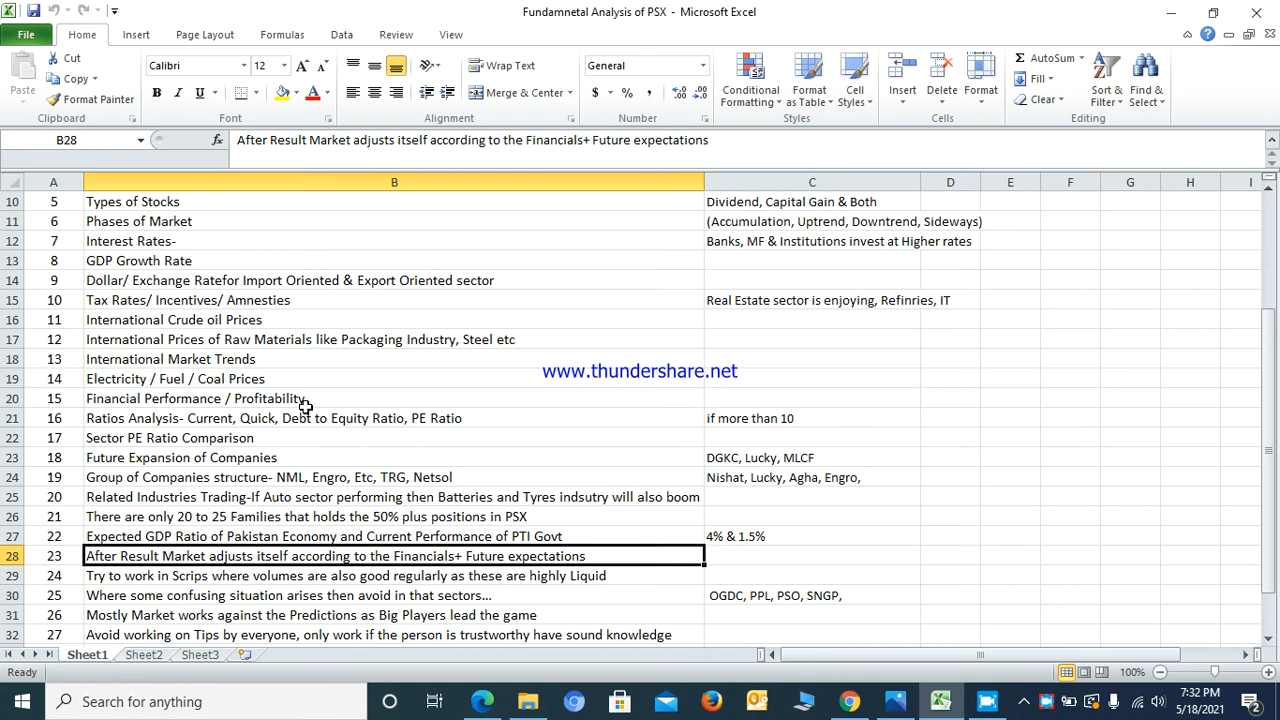 Fundamnetal Analysis of PSX - Microsoft Excel
File Home Insert Page Layout Formulas Data Review View
Cut
Copy
Format Painter
Paste
Clipboard
Calibri 12
B I U
Font
Wrap Text
Merge & Center
Alignment
General
$ % ,
Number
Conditional Formatting
Format as Table
Cell Styles
Styles
Insert Delete Format
Cells
AutoSum
Fill
Clear
Sort & Filter
Find & Select
Editing
B28 fx After Result Market adjusts itself according to the Financials+ Future expectations
A B C D E F G H I
10 5 Types of Stocks Dividend, Capital Gain & Both
11 6 Phases of Market (Accumulation, Uptrend, Downtrend, Sideways)
12 7 Interest Rates- Banks, MF & Institutions invest at Higher rates
13 8 GDP Growth Rate
14 9 Dollar/ Exchange Ratefor Import Oriented & Export Oriented sector
15 10 Tax Rates/ Incentives/ Amnesties Real Estate sector is enjoying, Refinries, IT
16 11 International Crude oil Prices
17 12 International Prices of Raw Materials like Packaging Industry, Steel etc
18 13 International Market Trends
www.thundershare.net
19 14 Electricity / Fuel / Coal Prices
20 15 Financial Performance / Profitability
21 16 Ratios Analysis- Current, Quick, Debt to Equity Ratio, PE Ratio if more than 10
22 17 Sector PE Ratio Comparison
23 18 Future Expansion of Companies DGKC, Lucky, MLCF
24 19 Group of Companies structure- NML, Engro, Etc, TRG, Netsol Nishat, Lucky, Agha, Engro,
25 20 Related Industries Trading-If Auto sector performing then Batteries and Tyres indsutry will also boom
26 21 There are only 20 to 25 Families that holds the 50% plus positions in PSX
27 22 Expected GDP Ratio of Pakistan Economy and Current Performance of PTI Govt 4% & 1.5%
28 23 After Result Market adjusts itself according to the Financials+ Future expectations
29 24 Try to work in Scrips where volumes are also good regularly as these are highly Liquid
30 25 Where some confusing situation arises then avoid in that sectors... OGDC, PPL, PSO, SNGP,
31 26 Mostly Market works against the Predictions as Big Players lead the game
32 27 Avoid working on Tips by everyone, only work if the person is trustworthy have sound knowledge
Sheet1 Sheet2 Sheet3
Ready 100%
Search for anything
7:32 PM
5/18/2021
2